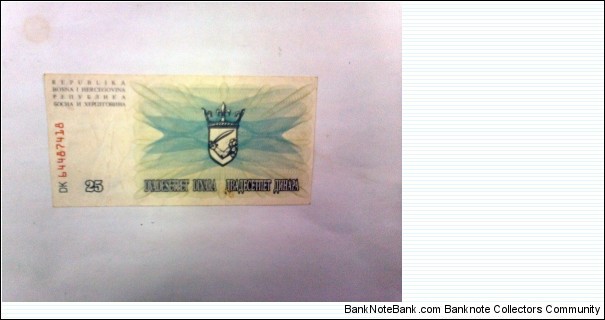 REPUBLIKA
BOSNA I HERCEGOVINA
РЕПУБЛИКА
БОСНА И ХЕРЦЕГОВИНА
DK 64487418
25
DVADESETPET DINARA ДВАДЕСЕТПЕТ ДИНАРА
BankNoteBank.com Banknote Collectors Community